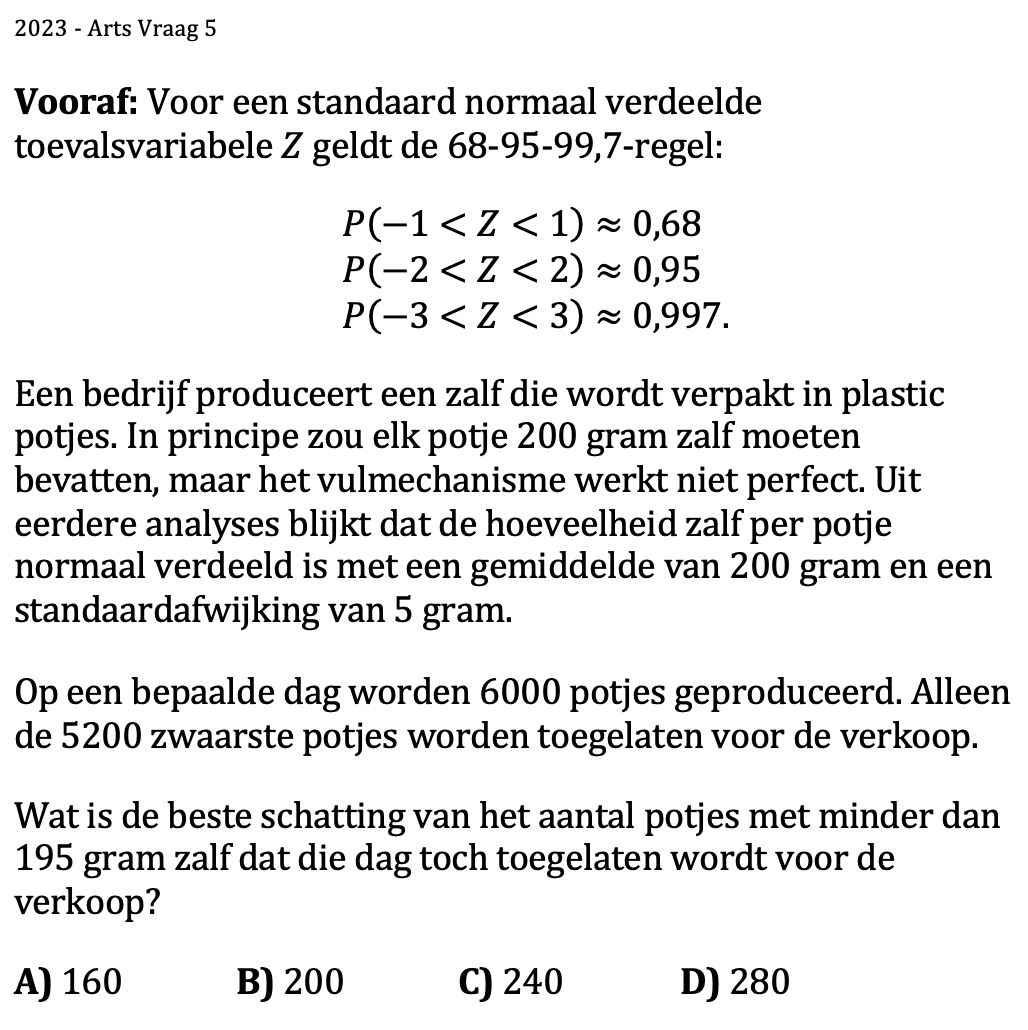 2023 - Arts Vraag 5
Vooraf: Voor een standaard normaal verdeelde
toevalsvariabele Z geldt de 68-95-99,7-regel:
P(−1 < Z < 1) ≈ 0,68
P(−2 < Z < 2) ≈ 0,95
P(−3 < Z < 3) ≈ 0,997.
Een bedrijf produceert een zalf die wordt verpakt in plastic
potjes. In principe zou elk potje 200 gram zalf moeten
bevatten, maar het vulmechanisme werkt niet perfect. Uit
eerdere analyses blijkt dat de hoeveelheid zalf per potje
normaal verdeeld is met een gemiddelde van 200 gram en een
standaardafwijking van 5 gram.
Op een bepaalde dag worden 6000 potjes geproduceerd. Alleen
de 5200 zwaarste potjes worden toegelaten voor de verkoop.
Wat is de beste schatting van het aantal potjes met minder dan
195 gram zalf dat die dag toch toegelaten wordt voor de
verkoop?
A) 160 B) 200 C) 240 D) 280